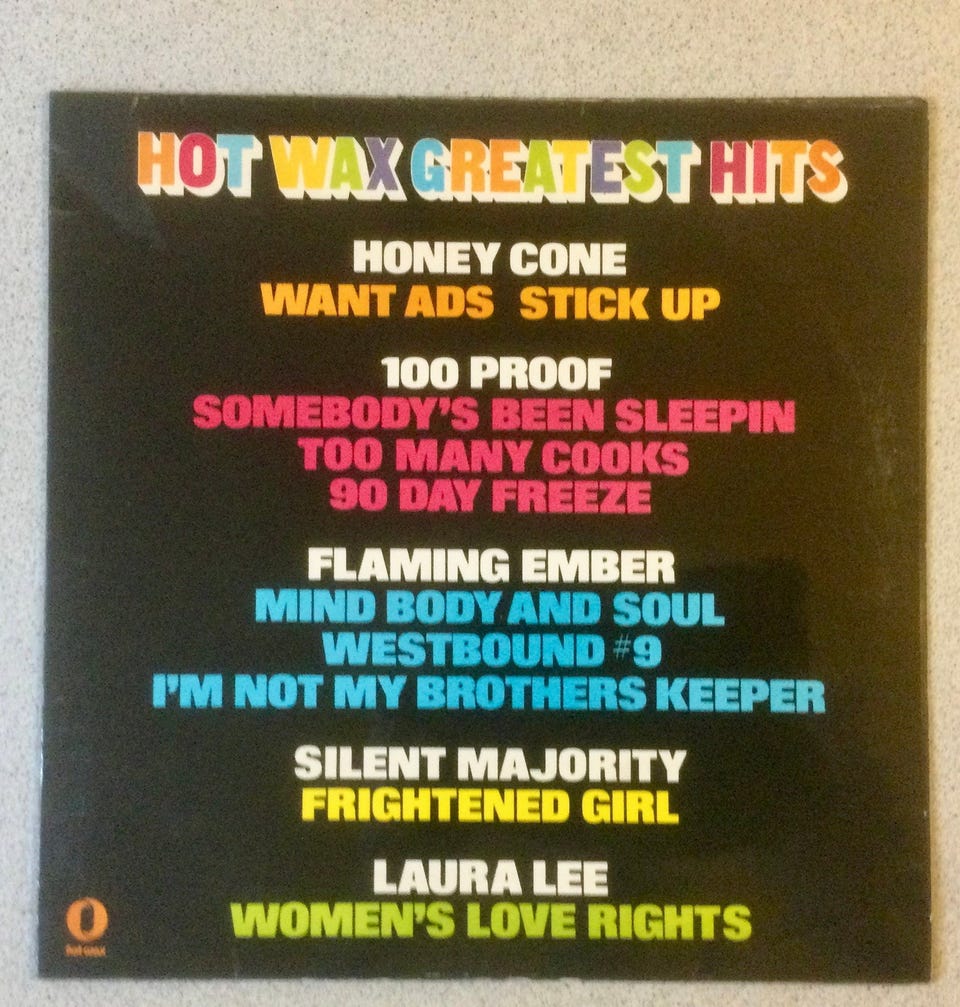 HOT WAX GREATEST HITS
HONEY CONE
WANT ADS STICK UP
100 PROOF
SOMEBODY'S BEEN SLEEPIN
TOO MANY COOKS
90 DAY FREEZE
FLAMING EMBER
MIND BODY AND SOUL
WESTBOUND #9
I'M NOT MY BROTHERS KEEPER
SILENT MAJORITY
FRIGHTENED GIRL
LAURA LEE
WOMEN'S LOVE RIGHTS
HOT WAX